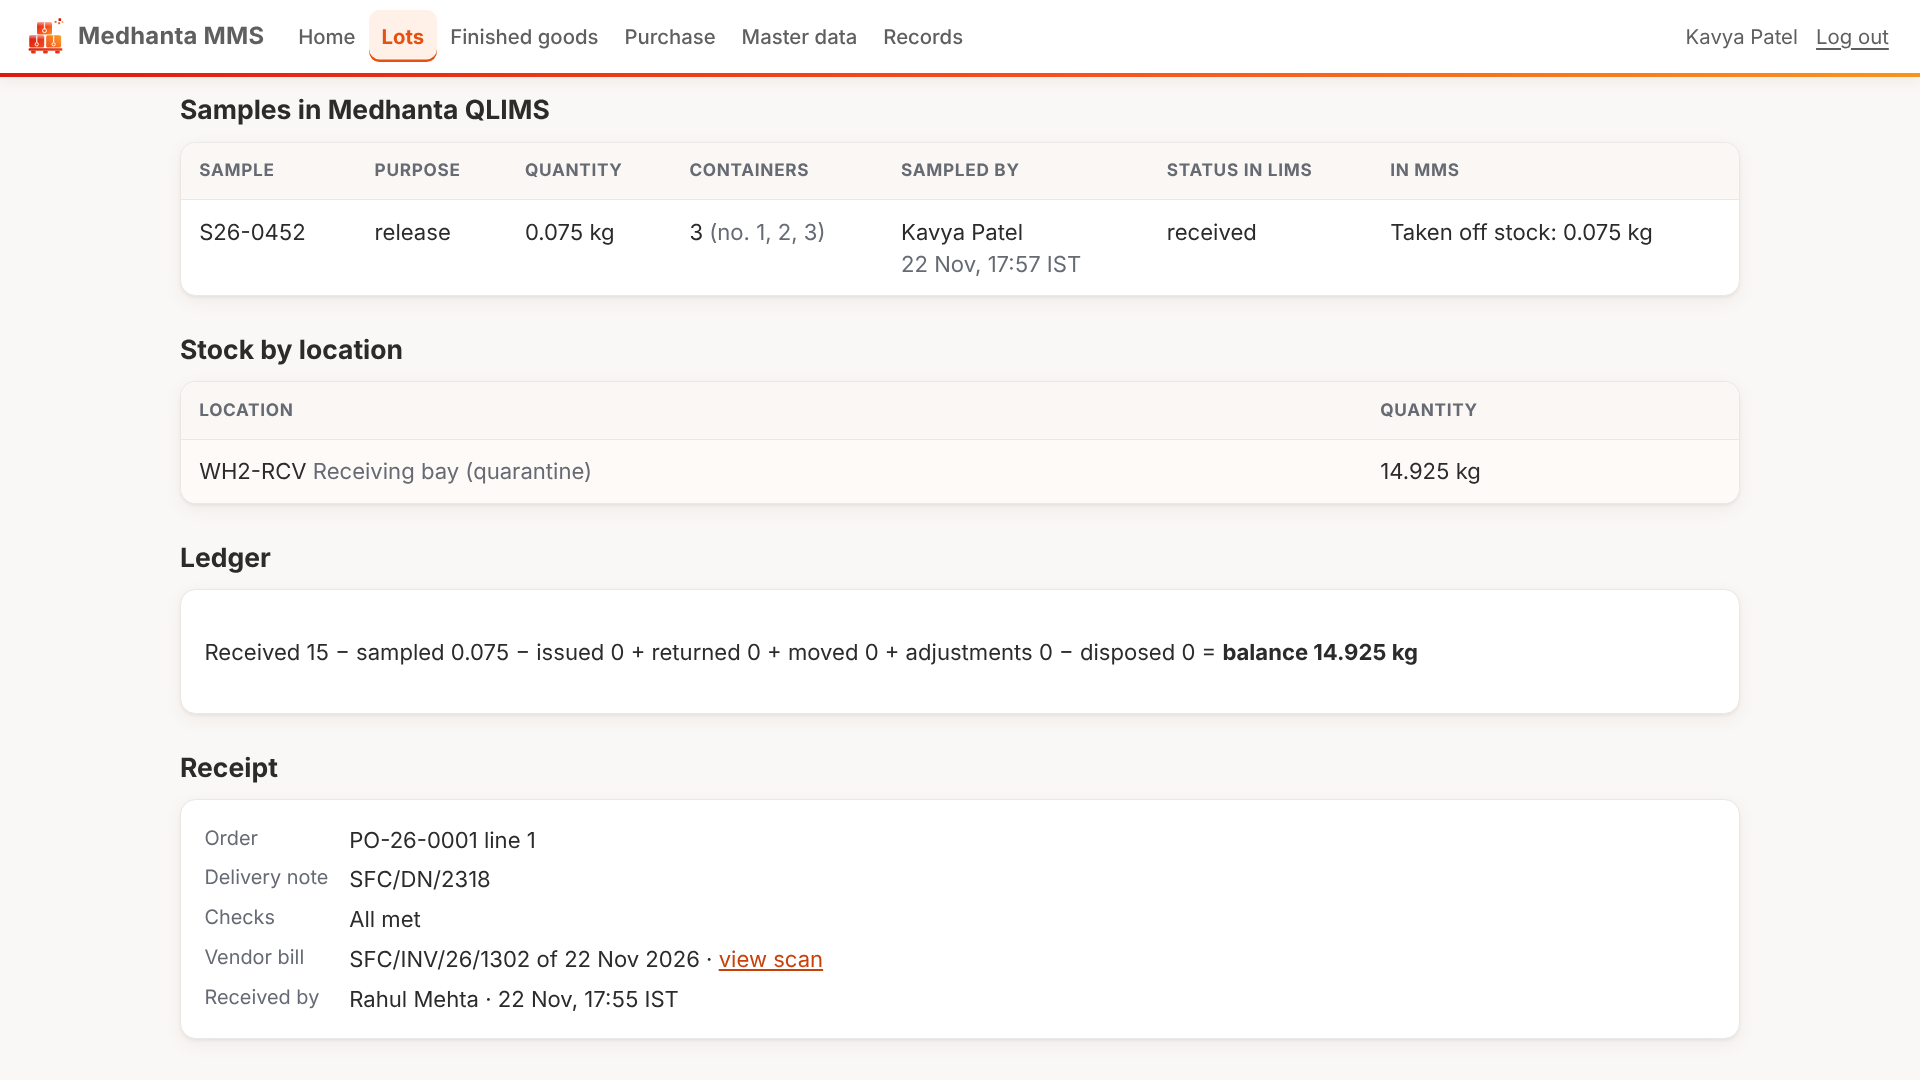 Medhanta MMS Home Lots Finished goods Purchase Master data Records Kavya Patel Log out
Samples in Medhanta QLIMS
SAMPLE PURPOSE QUANTITY CONTAINERS SAMPLED BY STATUS IN LIMS IN MMS
S26-0452 release 0.075 kg 3 (no. 1, 2, 3) Kavya Patel received Taken off stock: 0.075 kg
22 Nov, 17:57 IST
Stock by location
LOCATION QUANTITY
WH2-RCV Receiving bay (quarantine) 14.925 kg
Ledger
Received 15 − sampled 0.075 − issued 0 + returned 0 + moved 0 + adjustments 0 − disposed 0 = balance 14.925 kg
Receipt
Order PO-26-0001 line 1
Delivery note SFC/DN/2318
Checks All met
Vendor bill SFC/INV/26/1302 of 22 Nov 2026 · view scan
Received by Rahul Mehta · 22 Nov, 17:55 IST